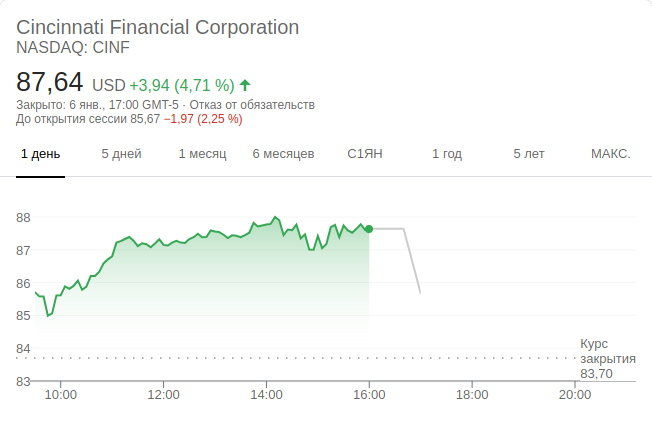 Cincinnati Financial Corporation
NASDAQ: CINF
87,64 USD +3,94 (4,71 %)
Закрыто: 6 янв., 17:00 GMT-5 · Отказ от обязательств
До открытия сессии 85,67 −1,97 (2,25 %)
1 день 5 дней 1 месяц 6 месяцев С1ЯН 1 год 5 лет МАКС.
88
87
86
85
84
83
Курс
закрытия
83,70
10:00 12:00 14:00 16:00 18:00 20:00